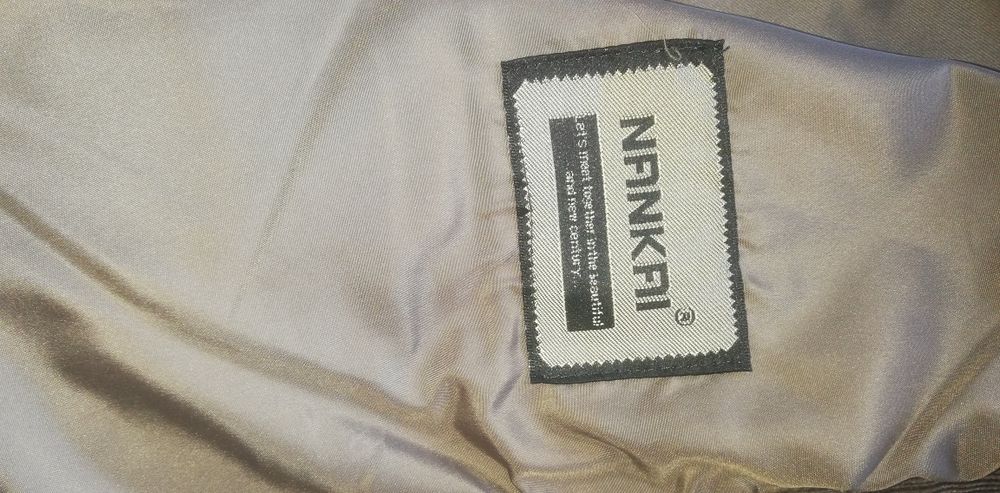 NANKAI®
Let's meet together in the beautiful
...and new century...